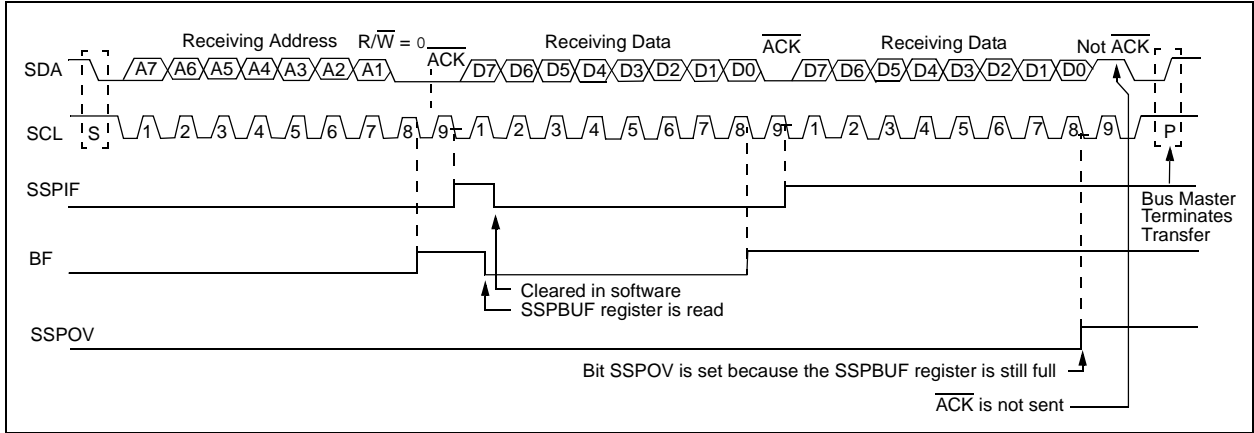 Receiving Address R/W̅ = 0 A̅C̅K̅ Receiving Data A̅C̅K̅ Receiving Data Not A̅C̅K̅
SDA A7 A6 A5 A4 A3 A2 A1 D7 D6 D5 D4 D3 D2 D1 D0 D7 D6 D5 D4 D3 D2 D1 D0
SCL S 1 2 3 4 5 6 7 8 9 1 2 3 4 5 6 7 8 9 1 2 3 4 5 6 7 8 9 P
SSPIF
Bus Master
Terminates
Transfer
BF
Cleared in software
SSPBUF register is read
SSPOV
Bit SSPOV is set because the SSPBUF register is still full
A̅C̅K̅ is not sent